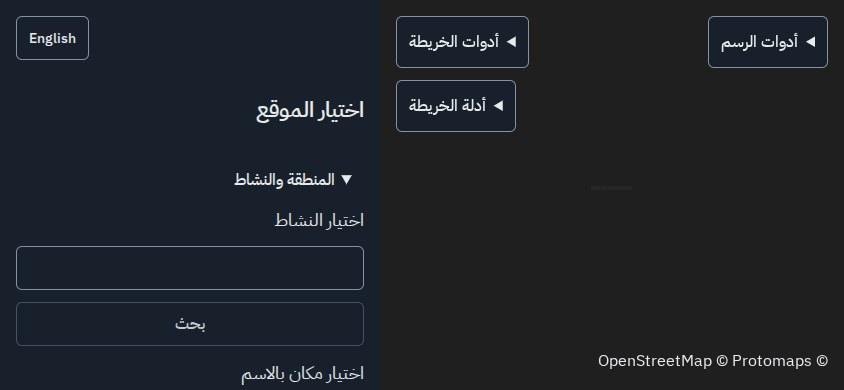 English
اختيار الموقع
▼ المنطقة والنشاط
اختيار النشاط
بحث
اختيار مكان بالاسم
◀ أدوات الرسم
◀ أدوات الخريطة
◀ أدلة الخريطة
OpenStreetMap © Protomaps ©